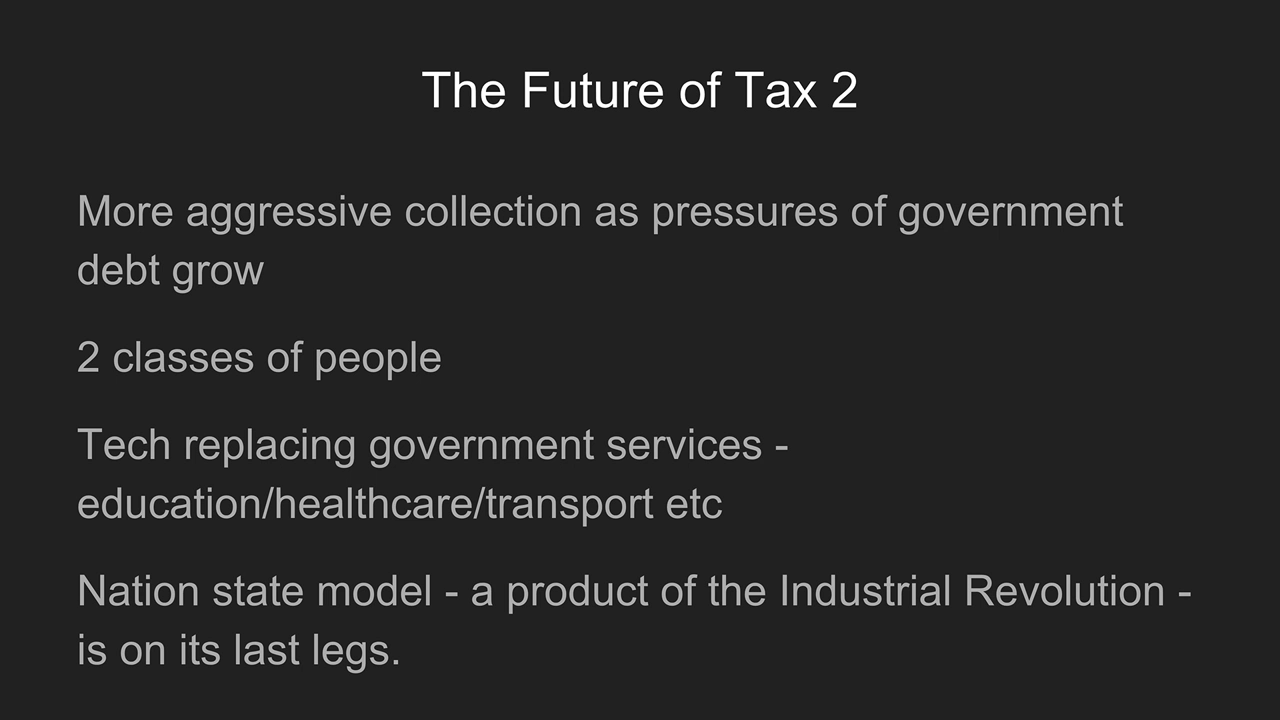 The Future of Tax 2
More aggressive collection as pressures of government
debt grow
2 classes of people
Tech replacing government services -
education/healthcare/transport etc
Nation state model - a product of the Industrial Revolution -
is on its last legs.